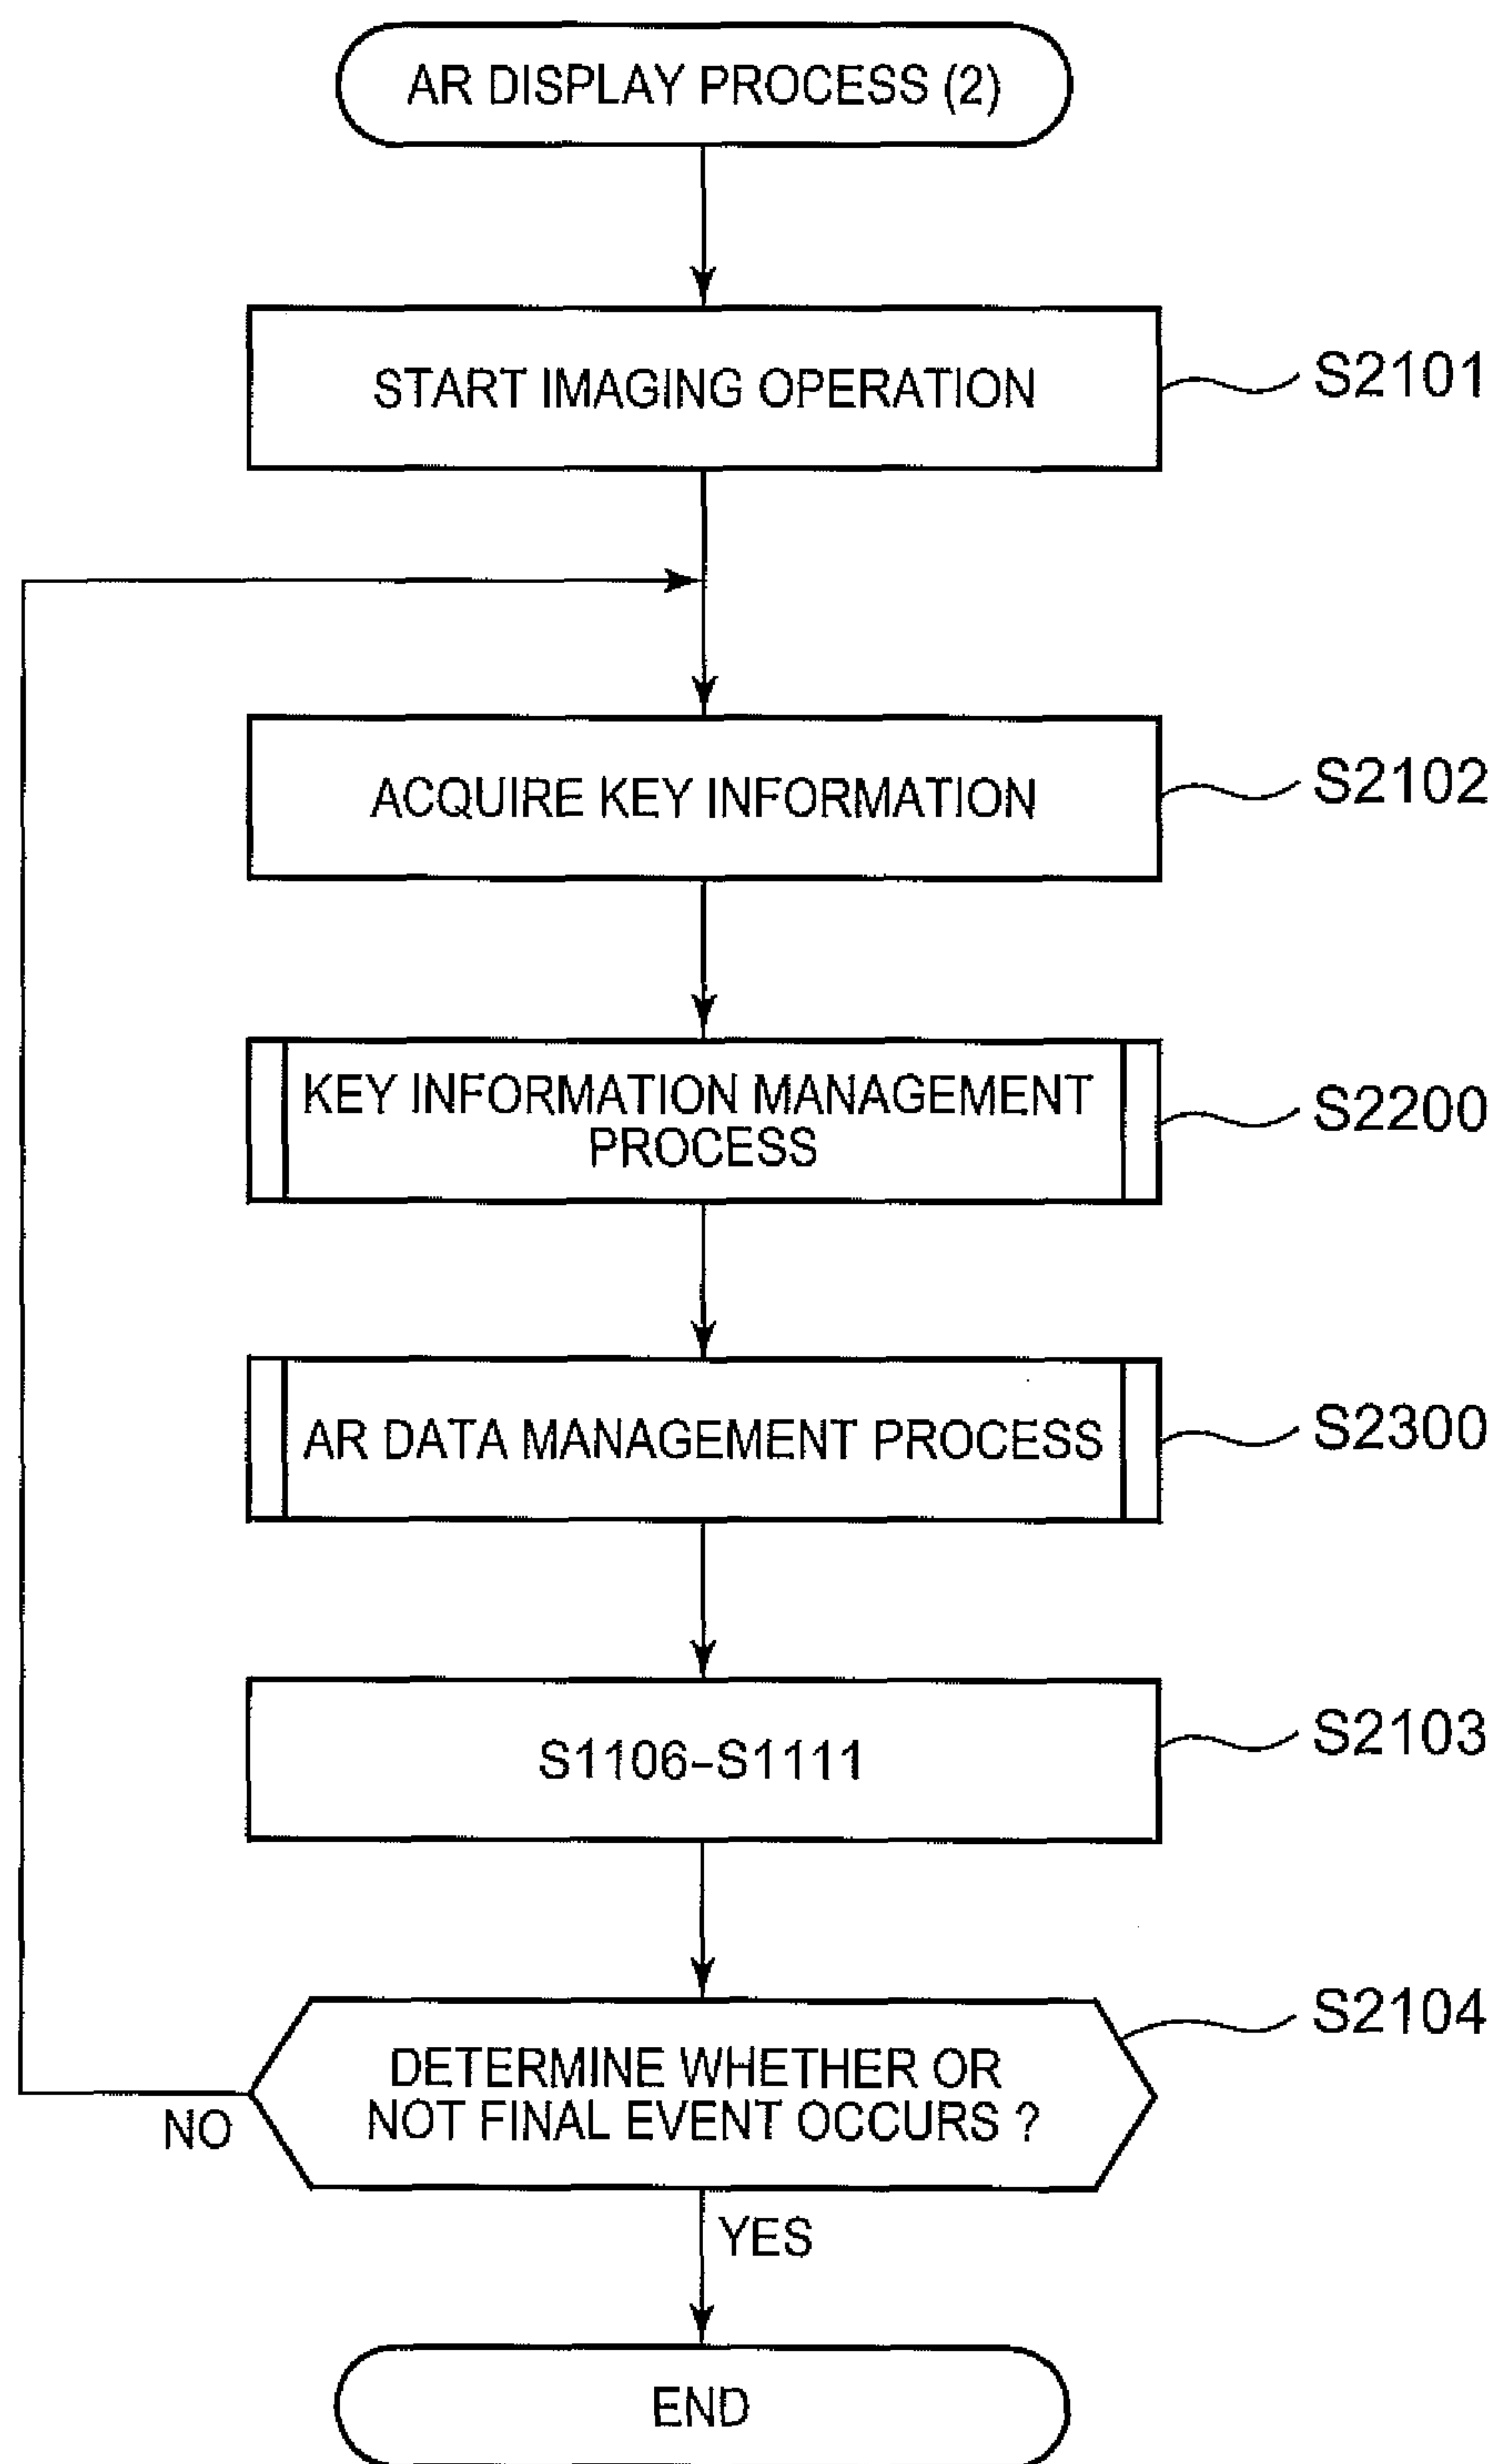 AR DISPLAY PROCESS (2)
START IMAGING OPERATION
S2101
ACQUIRE KEY INFORMATION
S2102
KEY INFORMATION MANAGEMENT
PROCESS
S2200
AR DATA MANAGEMENT PROCESS
S2300
S1106-S1111
S2103
DETERMINE WHETHER OR
NOT FINAL EVENT OCCURS ?
S2104
NO
YES
END